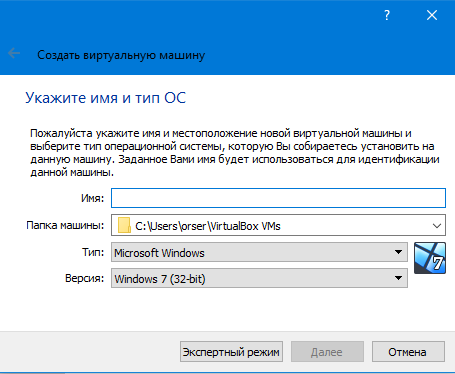 ?
Создать виртуальную машину
Укажите имя и тип ОС
Пожалуйста укажите имя и местоположение новой виртуальной машины и
выберите тип операционной системы, которую Вы собираетесь установить на
данную машину. Заданное Вами имя будет использоваться для идентификации
данной машины.
Имя:
Папка машины: C:\Users\orser\VirtualBox VMs
Тип: Microsoft Windows
7
Версия: Windows 7 (32-bit)
Экспертный режим Далее Отмена